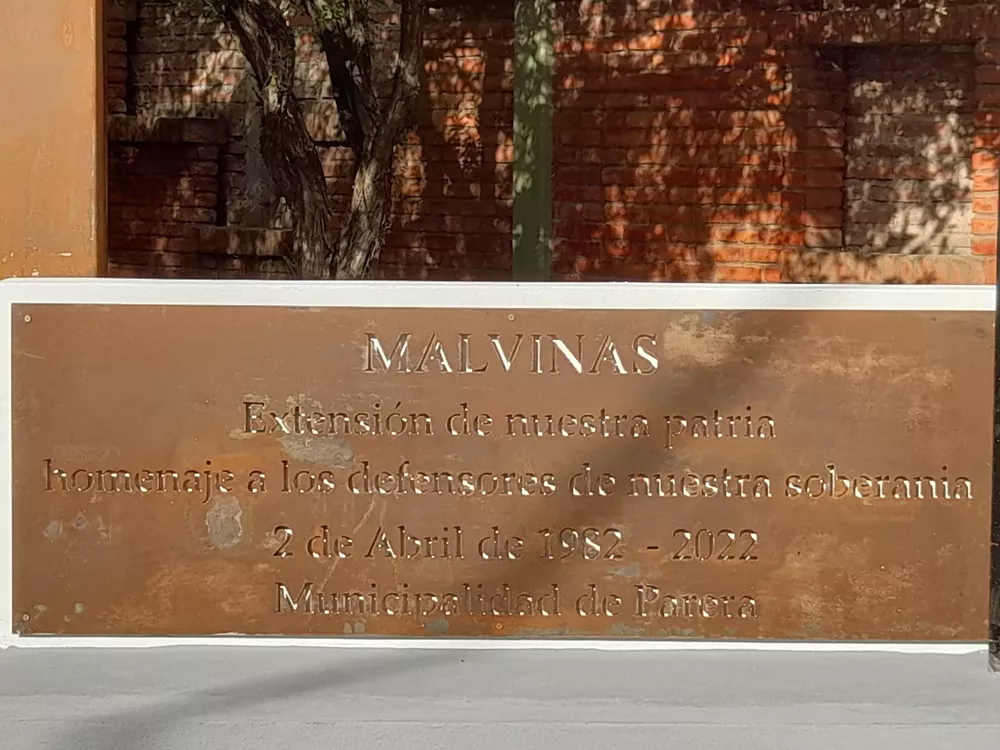 MALVINAS
Extensión de nuestra patria
homenaje a los defensores de nuestra soberania
2 de Abril de 1982 - 2022
Municipalidad de Parera